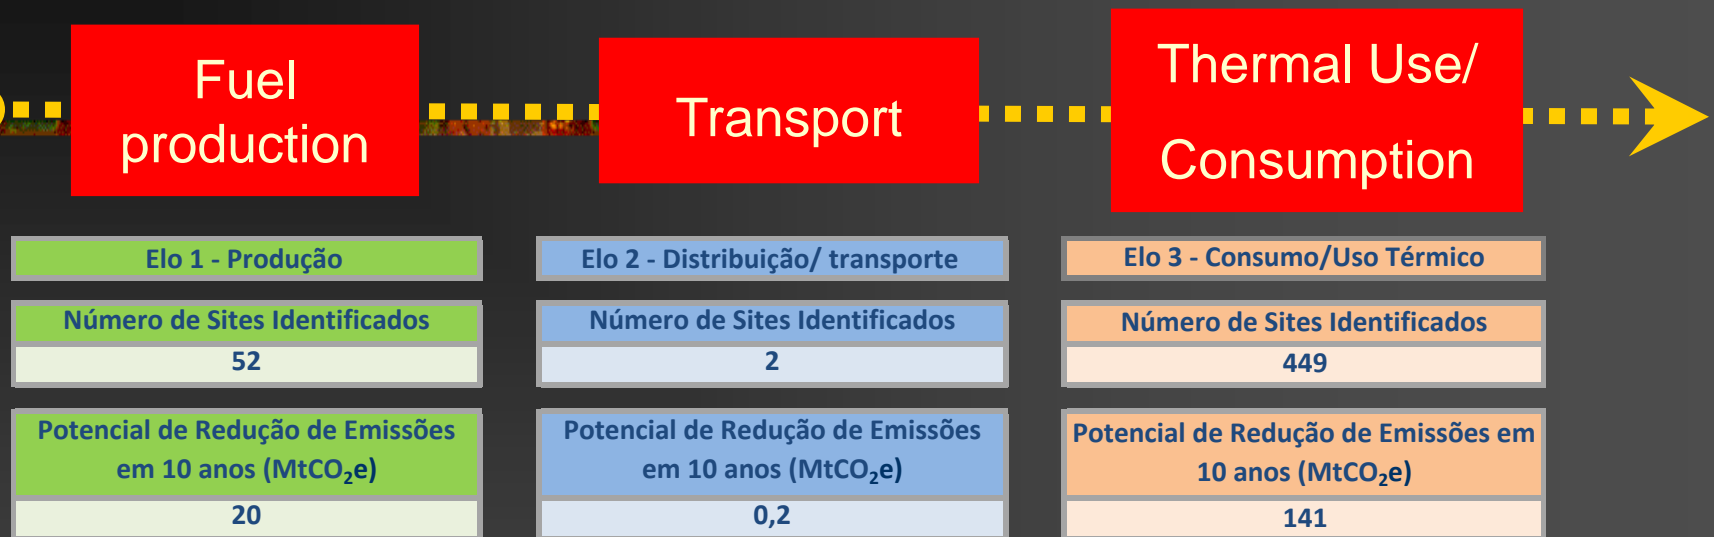 Fuel
production
Transport
Thermal Use/
Consumption
Elo 1 - Produção
Elo 2 - Distribuição/ transporte
Elo 3 - Consumo/Uso Térmico
Número de Sites Identificados
52
Número de Sites Identificados
2
Número de Sites Identificados
449
Potencial de Redução de Emissões
em 10 anos (MtCO₂e)
20
Potencial de Redução de Emissões
em 10 anos (MtCO₂e)
0,2
Potencial de Redução de Emissões em
10 anos (MtCO₂e)
141